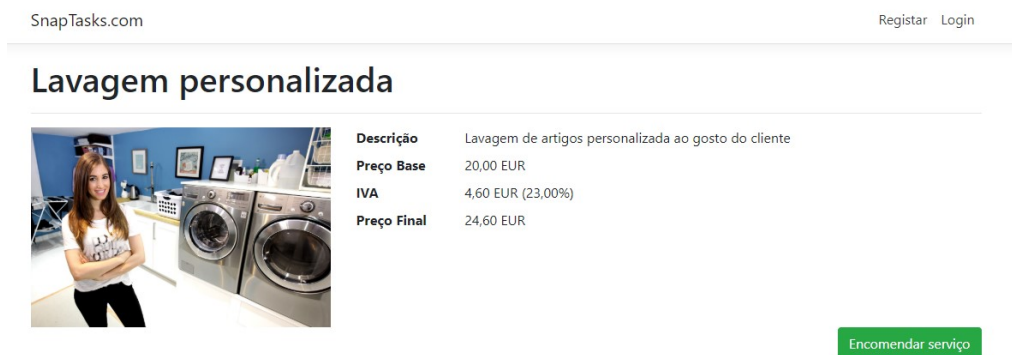 SnapTasks.com Registar Login
Lavagem personalizada
Descrição Lavagem de artigos personalizada ao gosto do cliente
Preço Base 20,00 EUR
IVA 4,60 EUR (23,00%)
Preço Final 24,60 EUR
Encomendar serviço